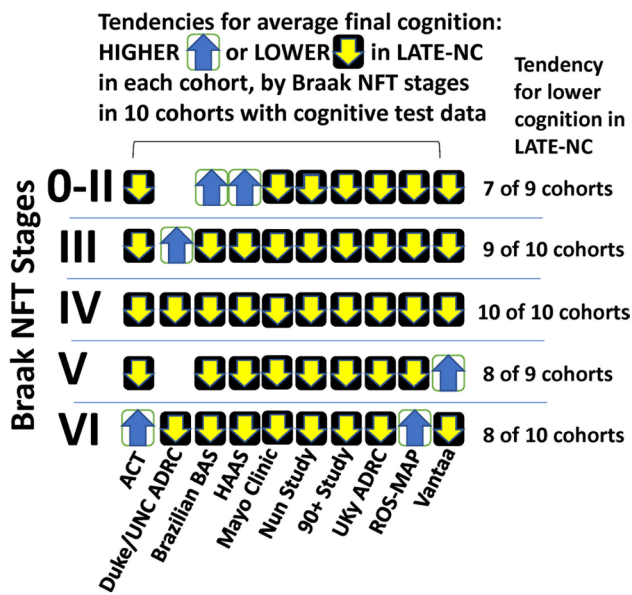 Tendencies for average final cognition:
HIGHER or LOWER in LATE-NC
in each cohort, by Braak NFT stages
in 10 cohorts with cognitive test data
Tendency
for lower
cognition in
LATE-NC
Braak NFT Stages
0-II
7 of 9 cohorts
III
9 of 10 cohorts
IV
10 of 10 cohorts
V
8 of 9 cohorts
VI
8 of 10 cohorts
ACT
Duke/UNC ADRC
Brazilian BAS
HAAS
Mayo Clinic
Nun Study
90+ Study
UKy ADRC
ROS-MAP
Vantaa